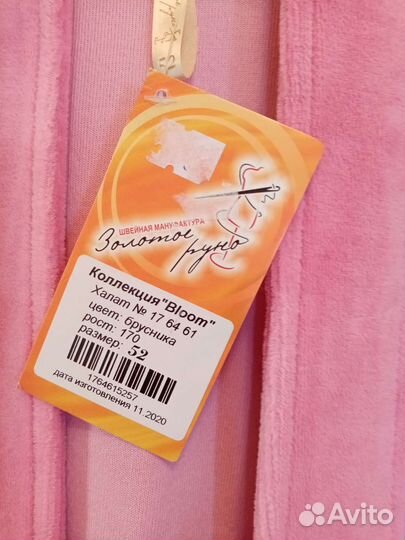 ШВЕЙНАЯ МАНУФАКТУРА
Золотое
руно
Коллекция"Bloom"
Халат № 17 64 61
цвет: брусника
рост: 170
размер: 52
1764615257
дата изготовления 11.2020
Avito